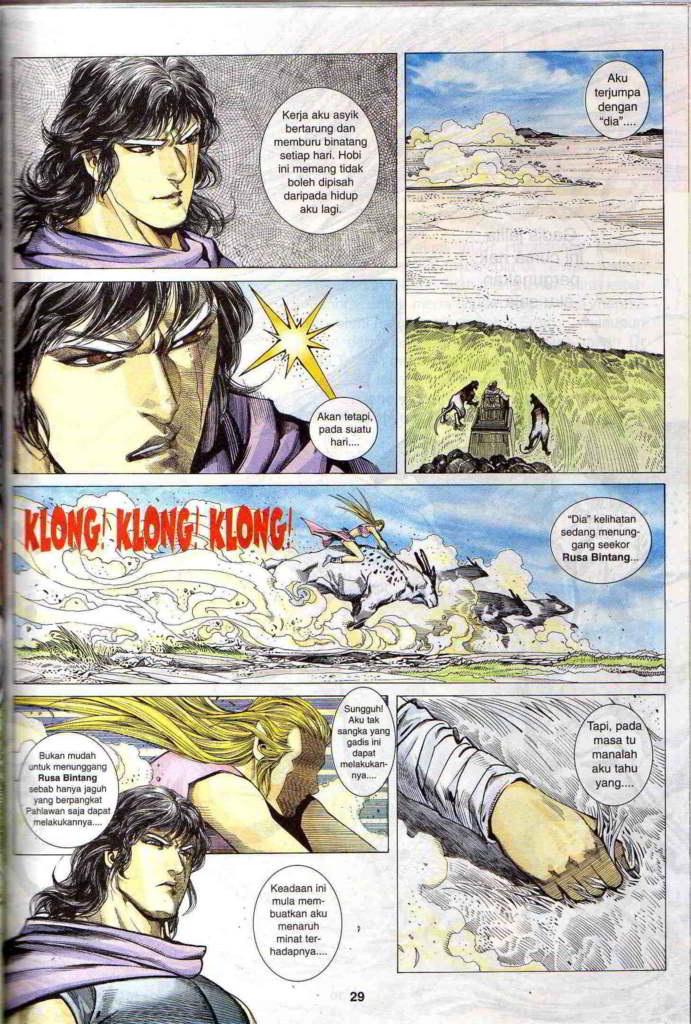 Kerja aku asyik
bertarung dan
memburu binatang
setiap hari. Hobi
ini memang tidak
boleh dipisah
daripada hidup
aku lagi.
Akan tetapi,
pada suatu
hari....
Aku
terjumpa
dengan
"dia"....
KLONG! KLONG! KLONG!
"Dia" kelihatan
sedang menung-
gang seekor
Rusa Bintang...
Bukan mudah
untuk menunggang
Rusa Bintang
sebab hanya jaguh
yang berpangkat
Pahlawan saja dapat
melakukannya....
Sungguh!
Aku tak
sangka yang
gadis ini
dapat
melakukan-
nya....
Keadaan ini
mula mem-
buatkan aku
menaruh
minat ter-
hadapnya....
Tapi, pada
masa tu
manalah
aku tahu
yang....
29